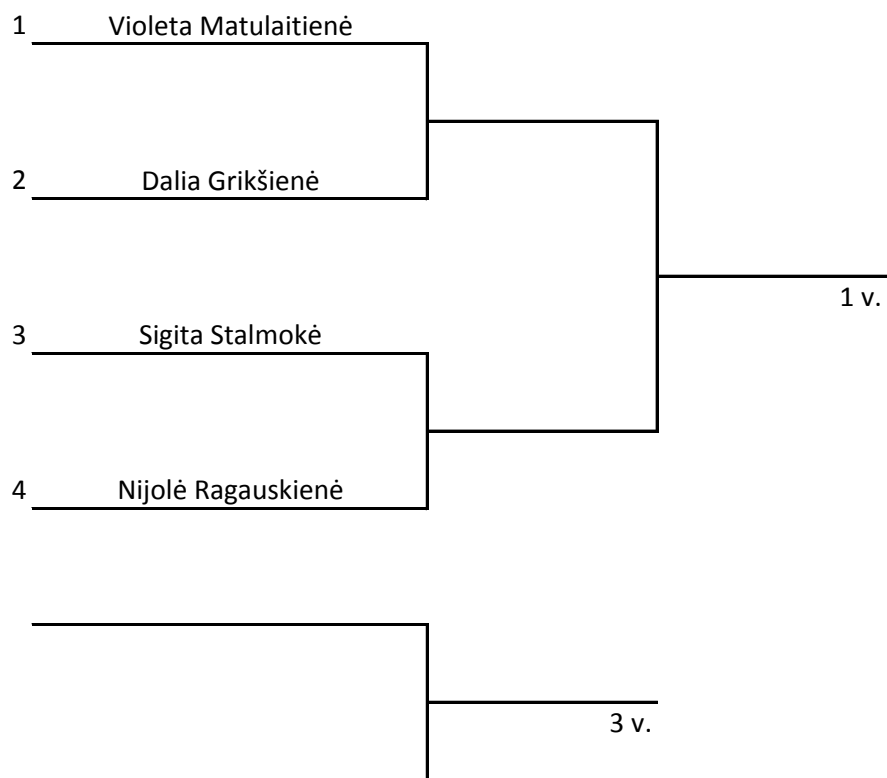 1 Violeta Matulaitienė
2 Dalia Grikšienė
1 v.
3 Sigita Stalmokė
4 Nijolė Ragauskienė
3 v.